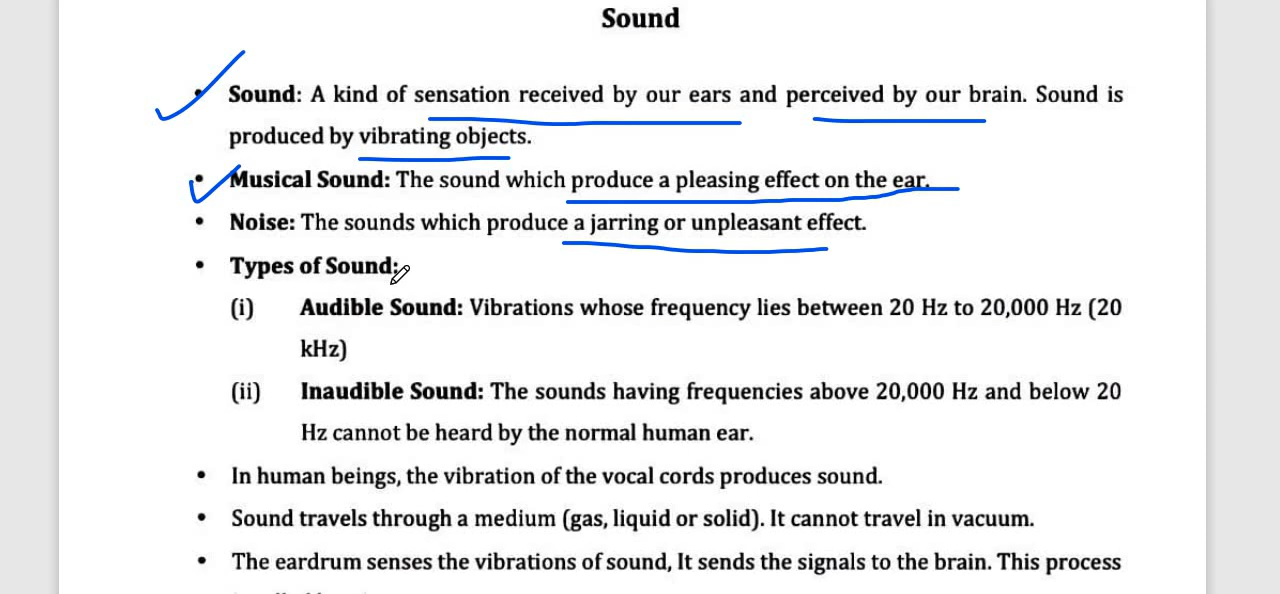 Sound
• Sound: A kind of sensation received by our ears and perceived by our brain. Sound is
produced by vibrating objects.
• Musical Sound: The sound which produce a pleasing effect on the ear.
• Noise: The sounds which produce a jarring or unpleasant effect.
• Types of Sound:
(i) Audible Sound: Vibrations whose frequency lies between 20 Hz to 20,000 Hz (20
kHz)
(ii) Inaudible Sound: The sounds having frequencies above 20,000 Hz and below 20
Hz cannot be heard by the normal human ear.
• In human beings, the vibration of the vocal cords produces sound.
• Sound travels through a medium (gas, liquid or solid). It cannot travel in vacuum.
• The eardrum senses the vibrations of sound, It sends the signals to the brain. This process